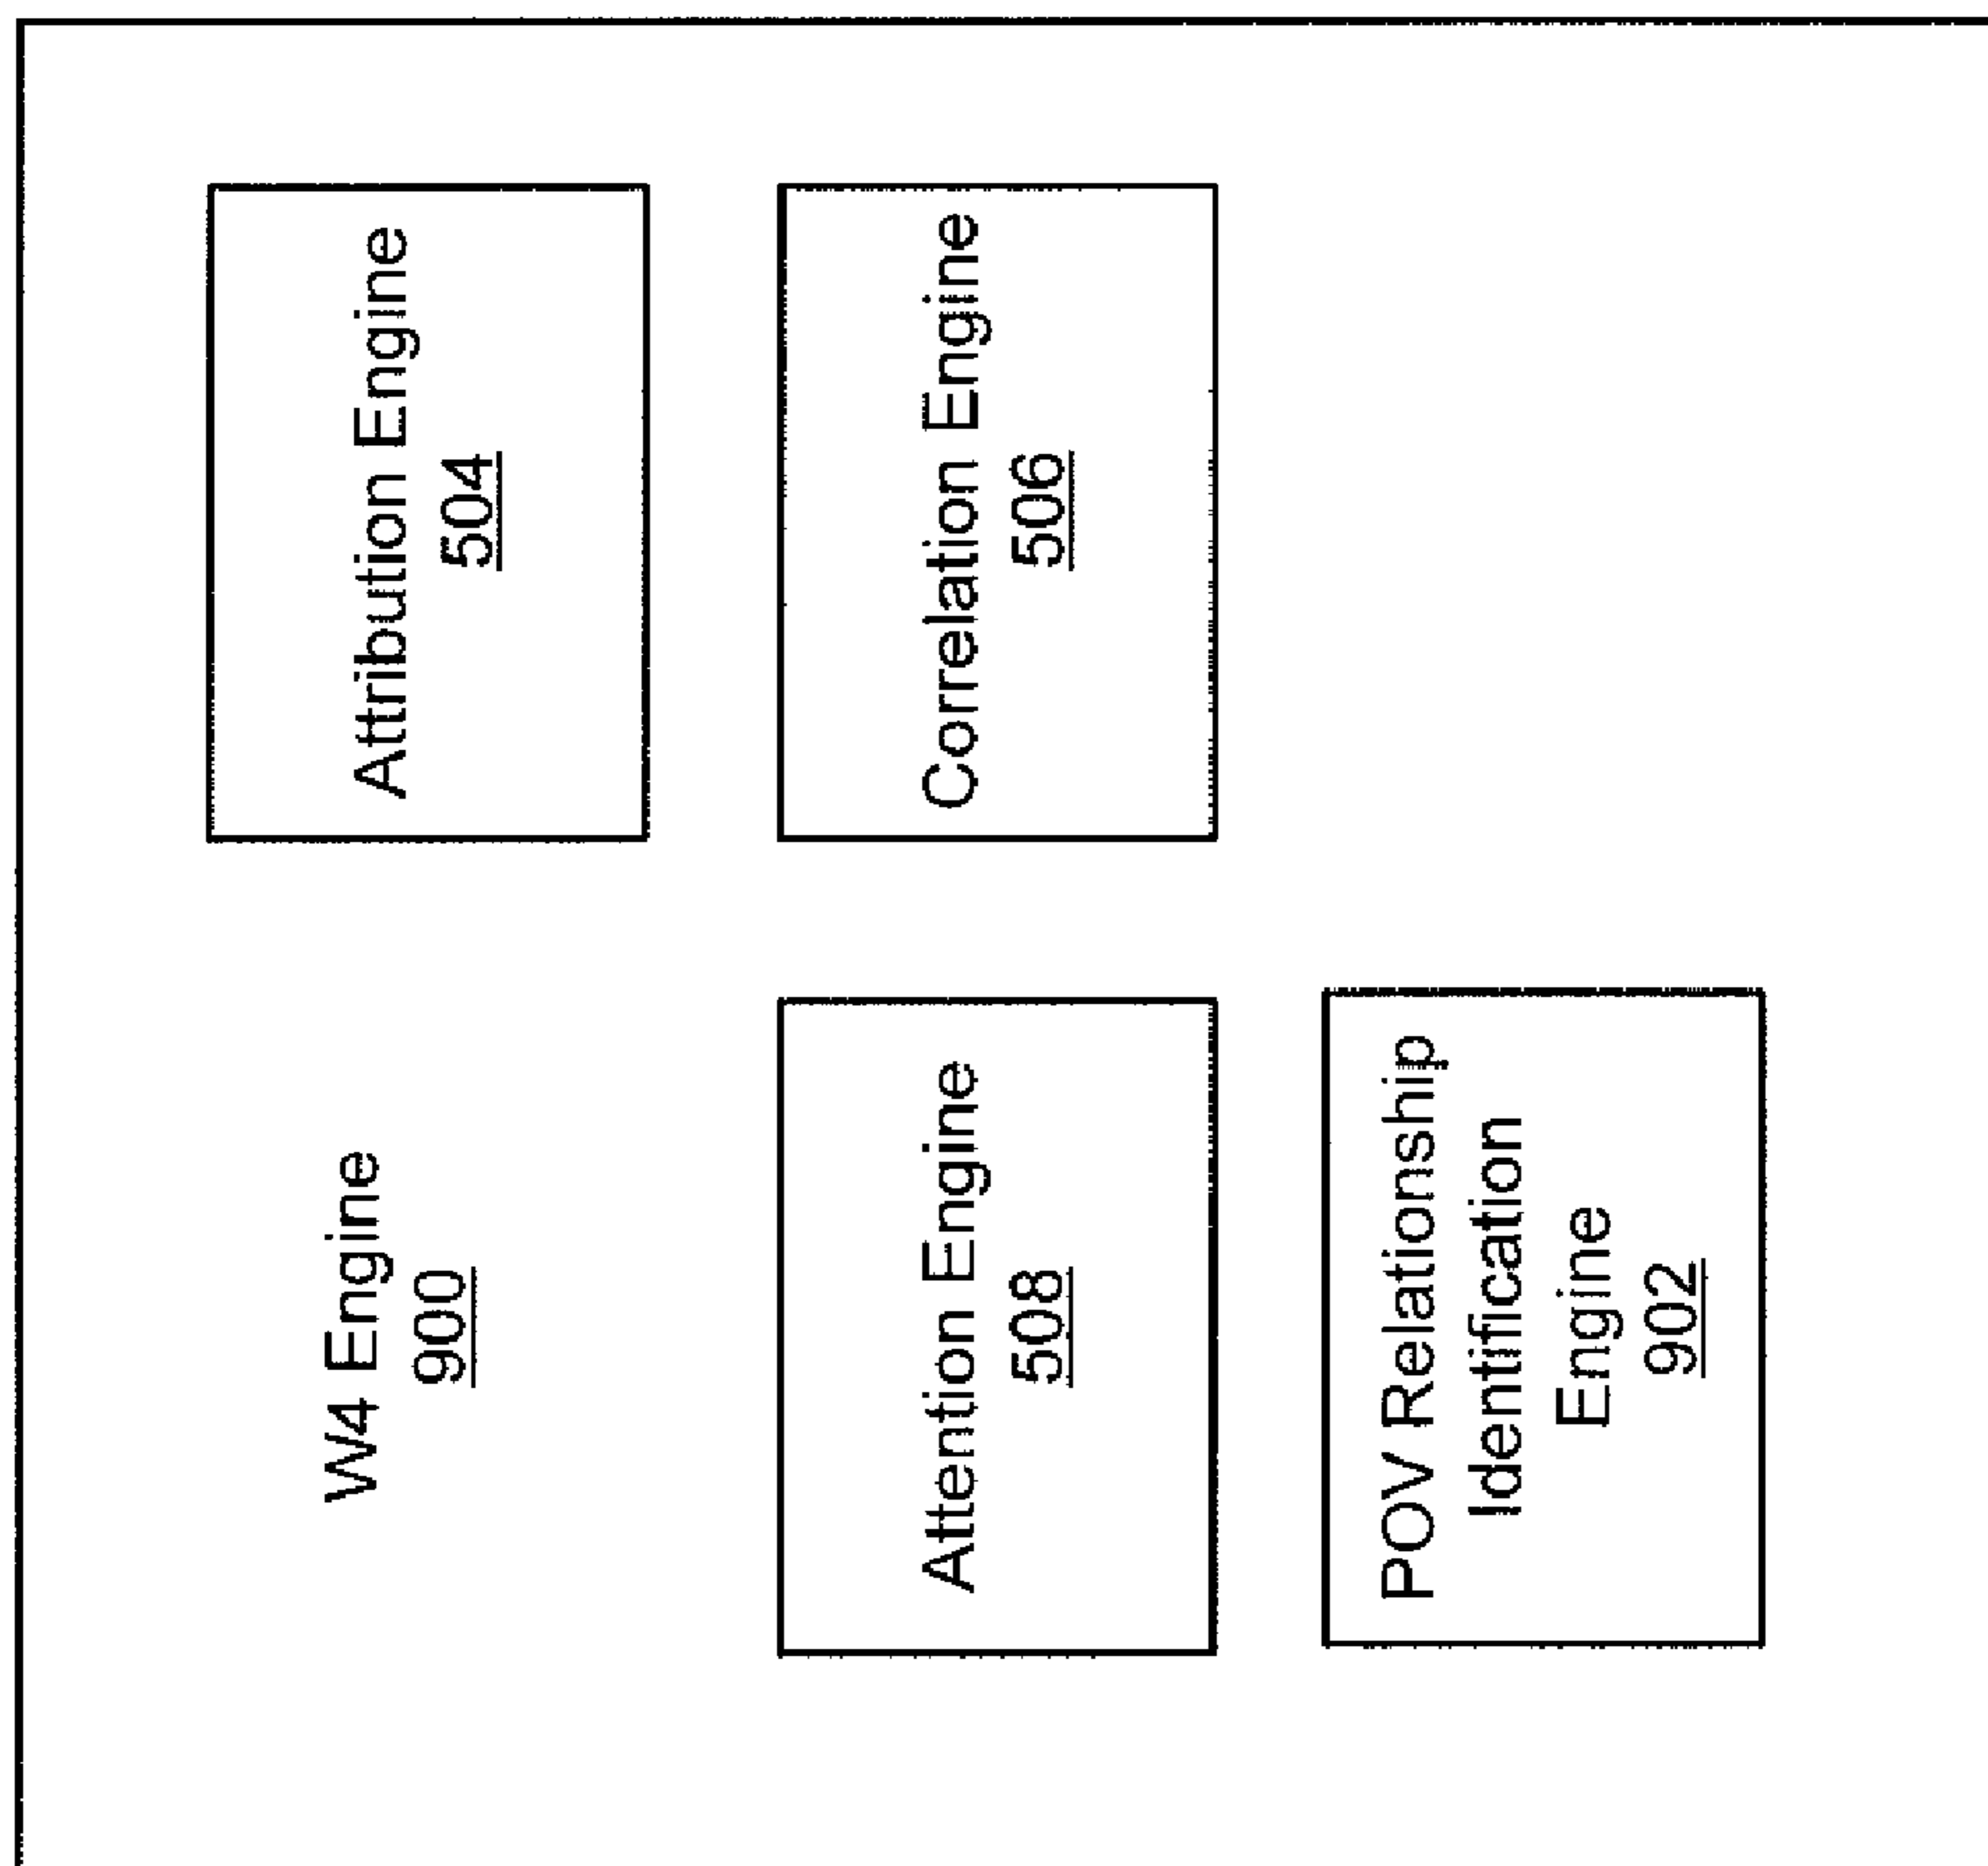 W4 Engine
900
Attribution Engine
504
Attention Engine
508
Correlation Engine
506
POV Relationship
Identification
Engine
902